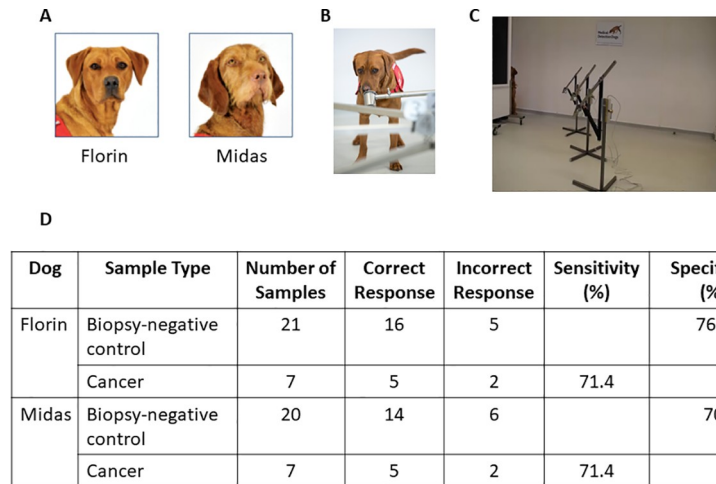 A
B
C
Florin
Midas
D
Dog Sample Type Number of Samples Correct Response Incorrect Response Sensitivity (%)
Florin Biopsy-negative control 21 16 5 76
Cancer 7 5 2 71.4
Midas Biopsy-negative control 20 14 6
Cancer 7 5 2 71.4